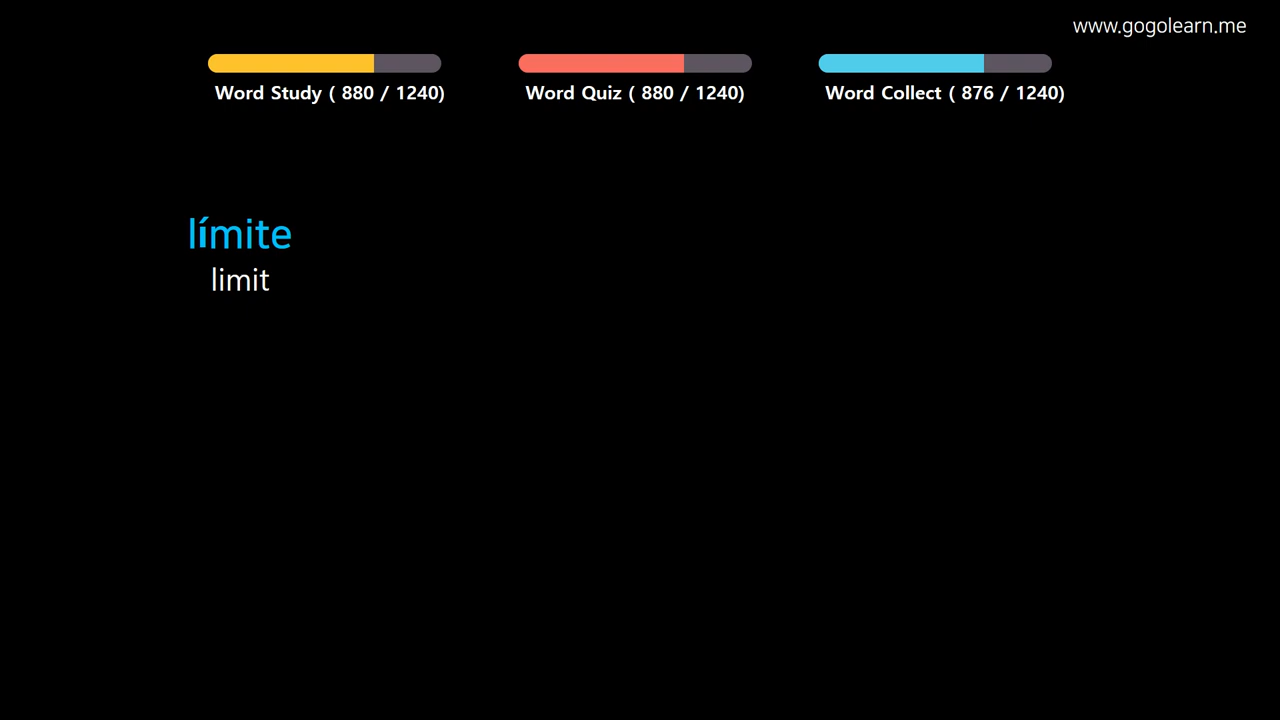 www.gogolearn.me
Word Study ( 880 / 1240)
Word Quiz ( 880 / 1240)
Word Collect ( 876 / 1240)
límite
limit